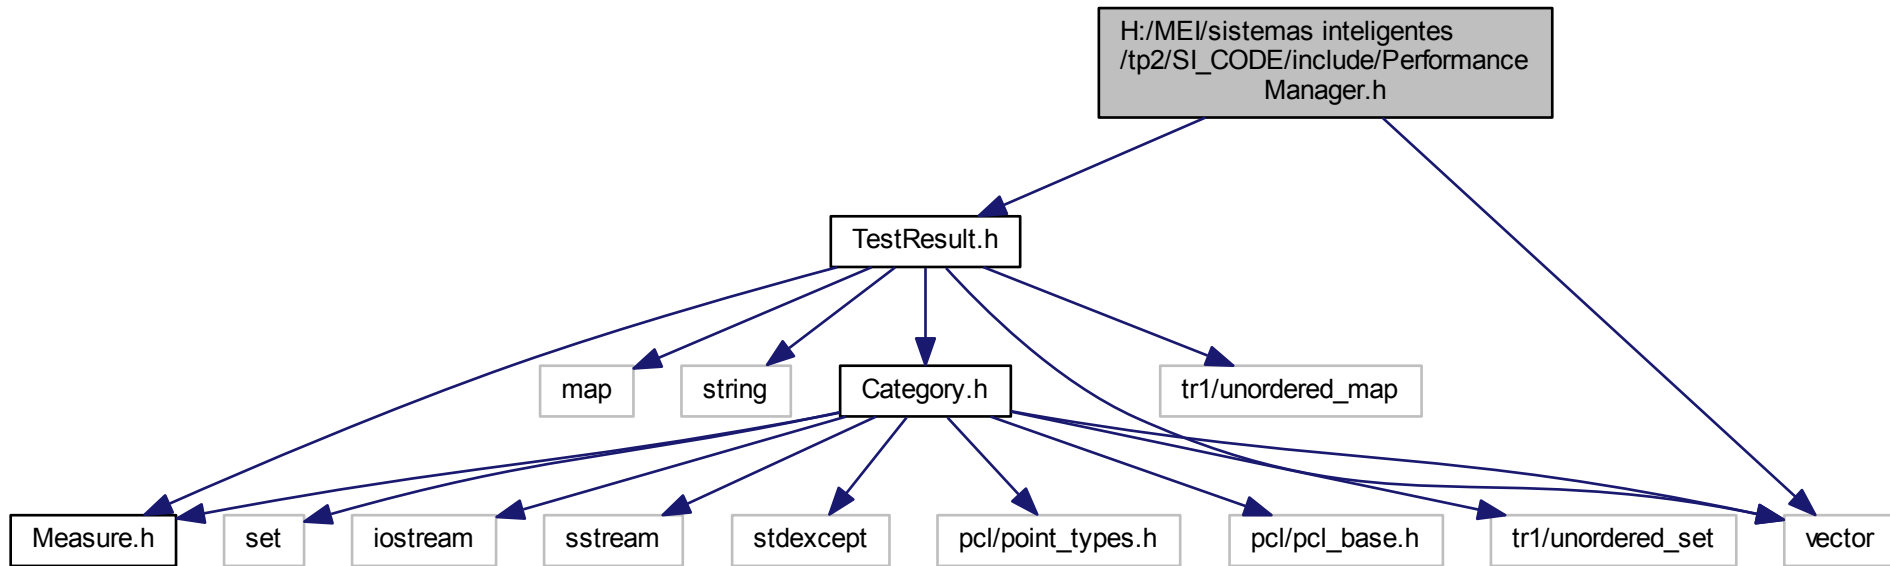 H:/MEI/sistemas inteligentes
/tp2/SI_CODE/include/Performance
Manager.h
TestResult.h
map
string
Category.h
tr1/unordered_map
Measure.h
set
iostream
sstream
stdexcept
pcl/point_types.h
pcl/pcl_base.h
tr1/unordered_set
vector